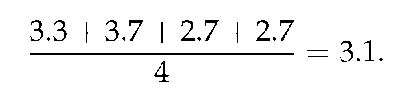 3.3 + 3.7 + 2.7 + 2.7
4
= 3.1.